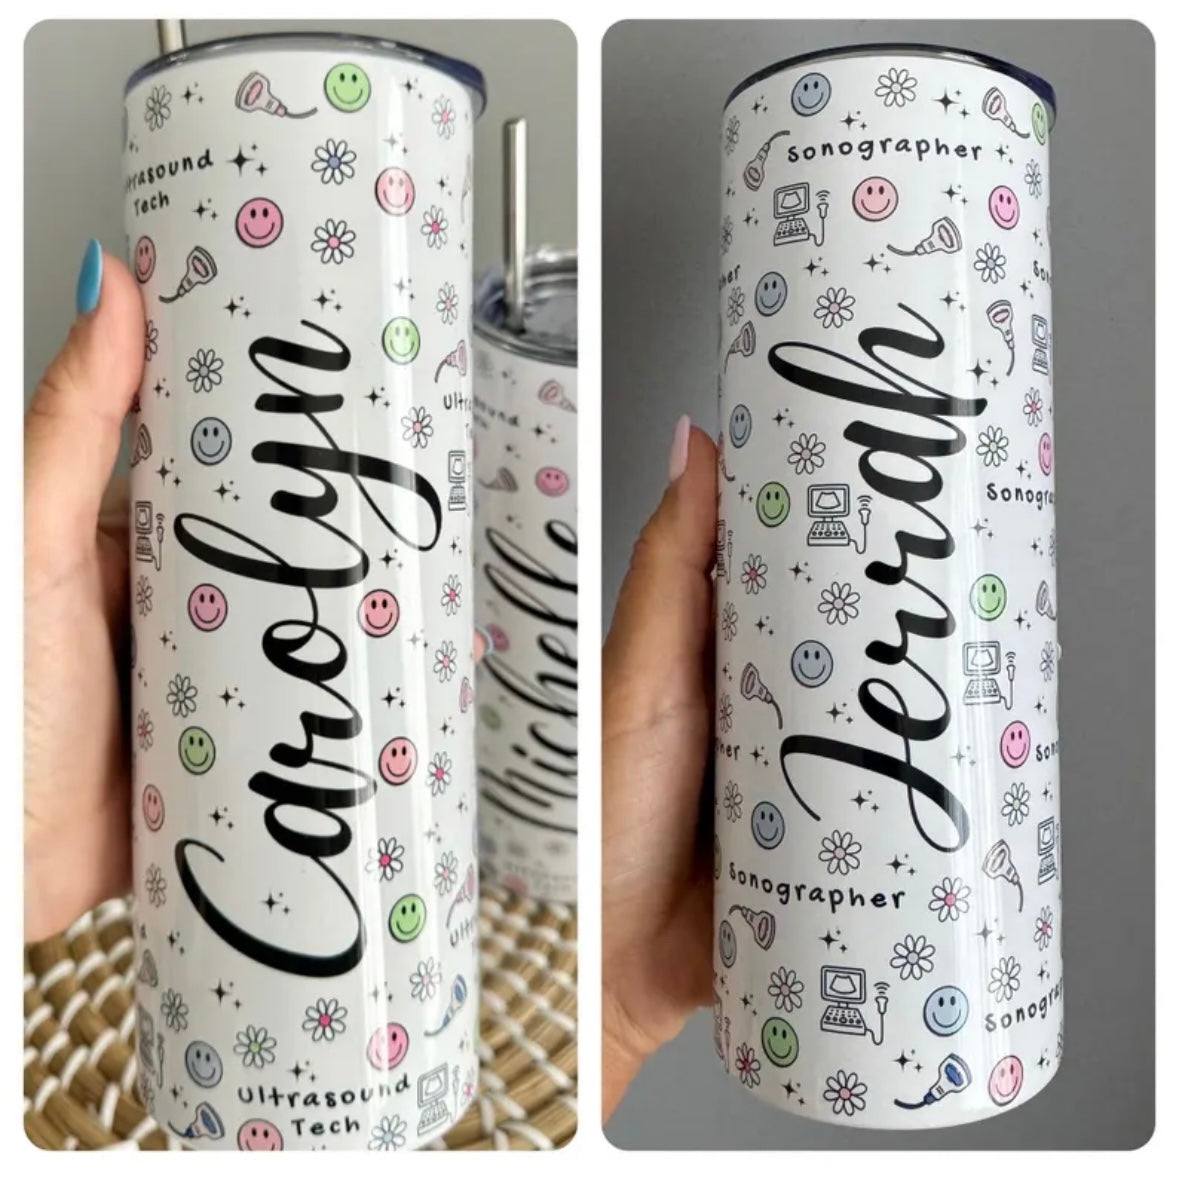 Ultrasound
Tech
Carolyn
Ultrasound
Tech
Michelle
Sonographer
Jerrah
Sonographer